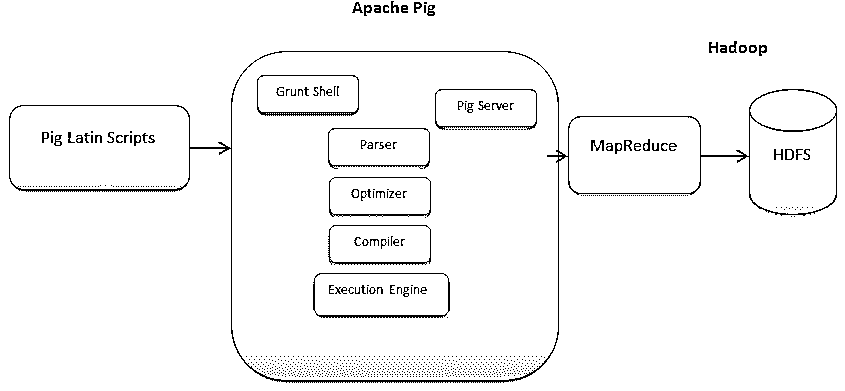 Apache Pig
Hadoop
Grunt Shell
Pig Server
Pig Latin Scripts
Parser
MapReduce
HDFS
Optimizer
Compiler
Execution Engine